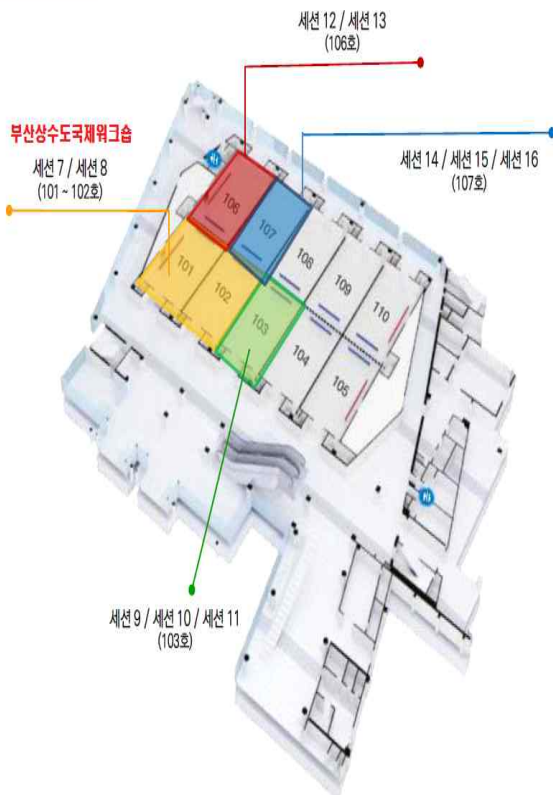 세션 12 / 세션 13
(106호)
부산상수도국제워크숍
세션 7 / 세션 8
(101 ~ 102호)
세션 14 / 세션 15 / 세션 16
(107호)
106
107
108
109
110
101
102
103
104
105
세션 9 / 세션 10 / 세션 11
(103호)